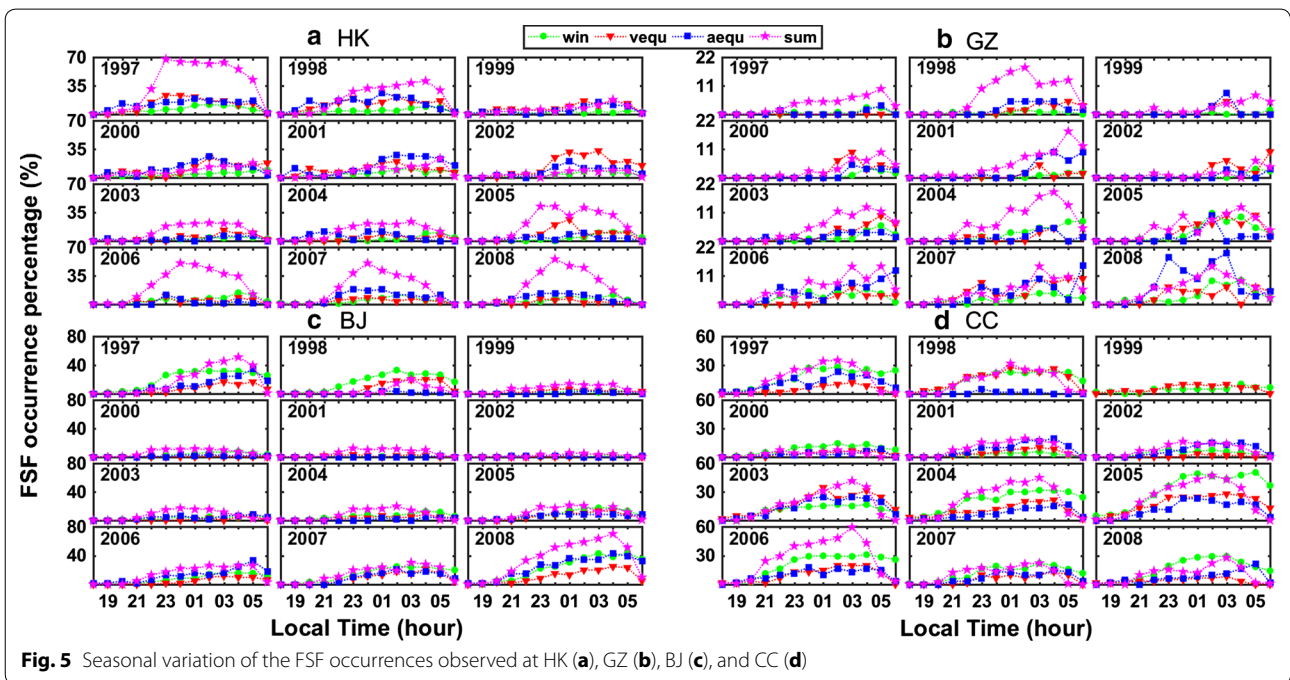 a HK
win vequ aequ sum
b GZ
FSF occurrence percentage (%)
70 1997 1998 1999
35
70 2000 2001 2002
35
70 2003 2004 2005
35
70 2006 2007 2008
35
22 1997 1998 1999
11
22 2000 2001 2002
11
22 2003 2004 2005
11
22 2006 2007 2008
11
c BJ
80 1997 1998 1999
40
80 2000 2001 2002
40
80 2003 2004 2005
40
80 2006 2007 2008
40
19 21 23 01 03 05 19 21 23 01 03 05 19 21 23 01 03 05
Local Time (hour)
d CC
60 1997 1998 1999
30
60 2000 2001 2002
30
60 2003 2004 2005
30
60 2006 2007 2008
30
19 21 23 01 03 05 19 21 23 01 03 05 19 21 23 01 03 05
Local Time (hour)
Fig. 5 Seasonal variation of the FSF occurrences observed at HK (a), GZ (b), BJ (c), and CC (d)